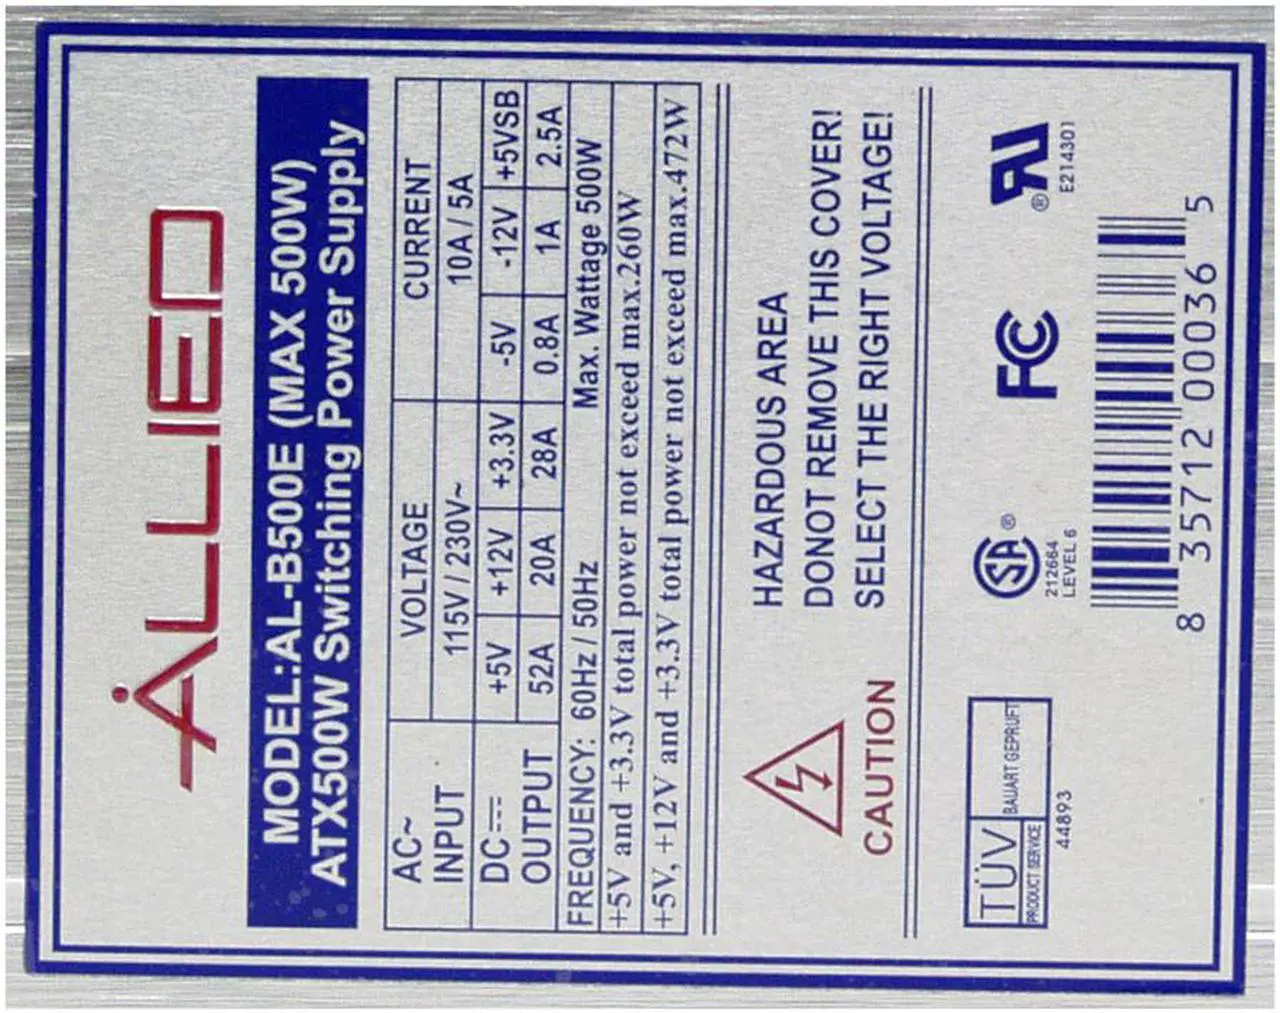 ALLIED
MODEL:AL-B500E (MAX 500W)
ATX500W Switching Power Supply
AC~ INPUT VOLTAGE CURRENT
115V / 230V~ 10A / 5A
DC OUTPUT +5V +12V +3.3V -5V -12V +5VSB
52A 20A 28A 0.8A 1A 2.5A
FREQUENCY: 60Hz / 50Hz Max. Wattage 500W
+5V and +3.3V total power not exceed max.260W
+5V, +12V and +3.3V total power not exceed max.472W
CAUTION
HAZARDOUS AREA
DONOT REMOVE THIS COVER!
SELECT THE RIGHT VOLTAGE!
TÜV
PRODUCT SERVICE
BAUART GEPRUFT
44893
SA ®
212664
LEVEL 6
FC
RU ®
E214301
8 35712 00036 5